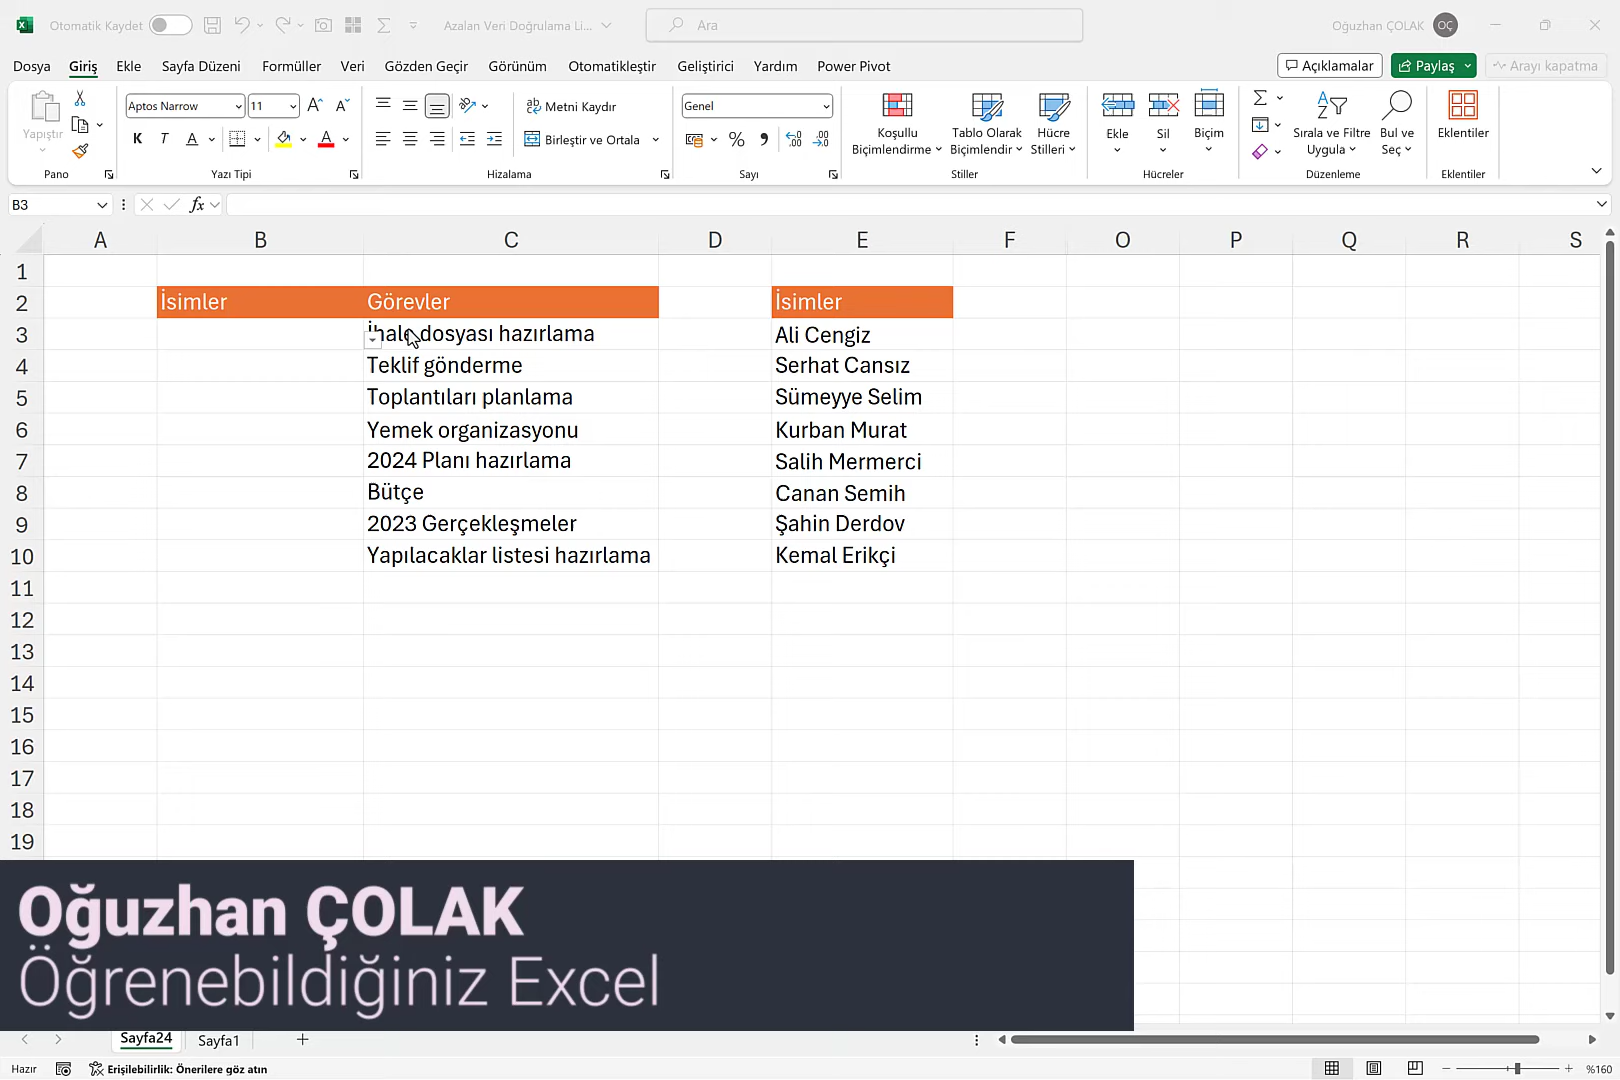 Otomatik Kaydet
Azalan Veri Doğrulama Li...
Ara
Oğuzhan ÇOLAK
OÇ
Dosya Giriş Ekle Sayfa Düzeni Formüller Veri Gözden Geçir Görünüm Otomatikleştir Geliştirici Yardım Power Pivot
Açıklamalar
Paylaş
Arayı kapatma
Yapıştır
Aptos Narrow 11
K T A
Metni Kaydır
Birleştir ve Ortala
Genel
Koşullu Biçimlendirme
Tablo Olarak Biçimlendir
Hücre Stilleri
Ekle
Sil
Biçim
Sırala ve Filtre Uygula
Bul ve Seç
Eklentiler
Pano Yazı Tipi Hizalama Sayı Stiller Hücreler Düzenleme Eklentiler
B3 fx
A B C D E F O P Q R S
1
2 İsimler Görevler İsimler
3 İhale dosyası hazırlama Ali Cengiz
4 Teklif gönderme Serhat Cansız
5 Toplantıları planlama Sümeyye Selim
6 Yemek organizasyonu Kurban Murat
7 2024 Planı hazırlama Salih Mermerci
8 Bütçe Canan Semih
9 2023 Gerçekleşmeler Şahin Derdov
10 Yapılacaklar listesi hazırlama Kemal Erikçi
11
12
13
14
15
16
17
18
19
Oğuzhan ÇOLAK
Öğrenebildiğiniz Excel
Sayfa24 Sayfa1
Hazır Erişilebilirlik: Önerilere göz atın %160